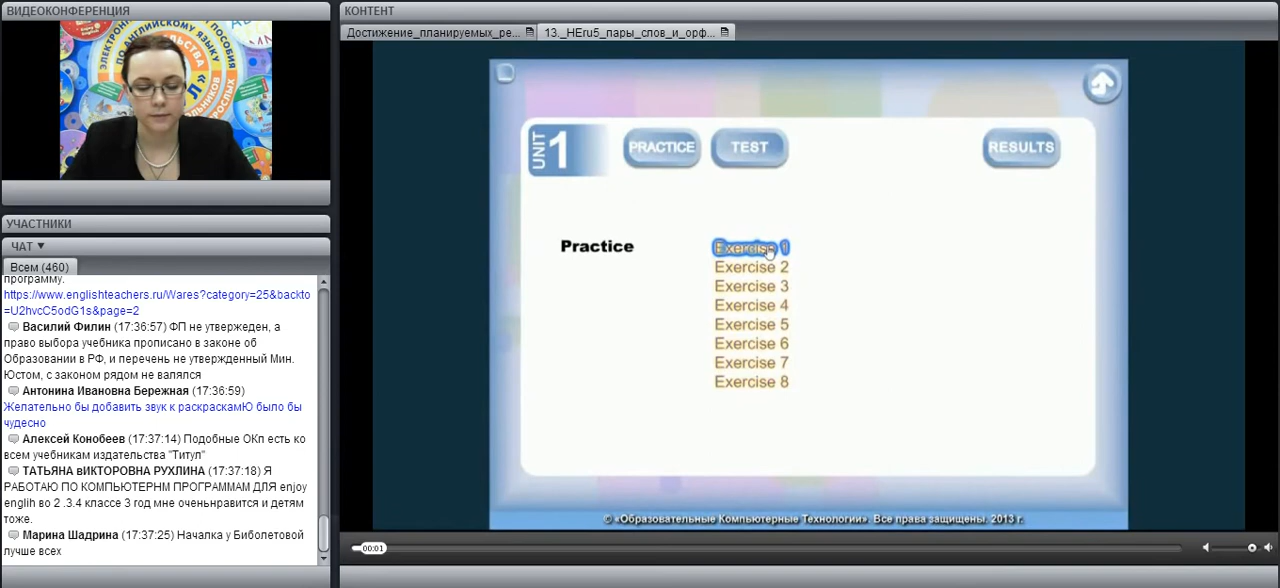 ВИДЕОКОНФЕРЕНЦИЯ
ЭЛЕКТРОНН
ПО АНГЛИЙСКОМУ ЯЗЫКУ
УЧАСТНИКИ
ЧАТ ▼
Всем (460)
программу.
https://www.englishteachers.ru/Wares?category=25&backto
=U2hvcC5odG1s&page=2
Василий Филин (17:36:57) ФП не утвержеден, а
право выбора учебника прописано в законе об
Образовании в РФ, и перечень не утвержденный Мин.
Юстом, с законом рядом не валялся
Антонина Ивановна Бережная (17:36:59)
Желательно бы добавить звук к раскраскамЮ было бы
чудесно
Алексей Конобеев (17:37:14) Подобные ОКп есть ко
всем учебникам издательства "Титул"
ТАТЬЯНА вИКТОРОВНА РУХЛИНА (17:37:18) Я
РАБОТАЮ ПО КОМПЬЮТЕРНМ ПРОГРАММАМ ДЛЯ enjoy
englih во 2 .3.4 классе 3 год мне оченьнравится и детям
тоже.
Марина Шадрина (17:37:25) Началка у Биболетовой
лучше всех
КОНТЕНТ
Достижение_планируемых_ре...
13._HEru5_пары_слов_и_орф...
UNIT 1
PRACTICE
TEST
RESULTS
Practice
Exercise 1
Exercise 2
Exercise 3
Exercise 4
Exercise 5
Exercise 6
Exercise 7
Exercise 8
© «Образовательные Компьютерные Технологии». Все права защищены. 2013 г.
00:01